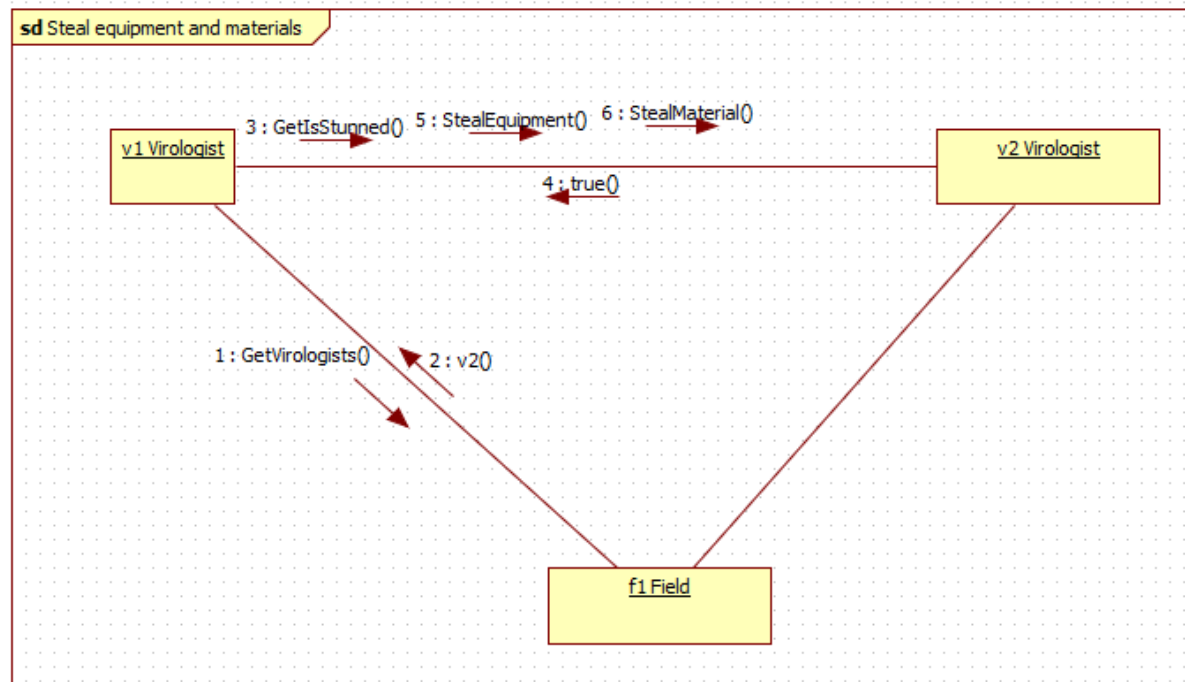 sd Steal equipment and materials
3 : GetIsStunned()
5 : StealEquipment()
6 : StealMaterial()
v1 Virologist
v2 Virologist
4 : true()
1 : GetVirologists()
2 : v2()
f1 Field